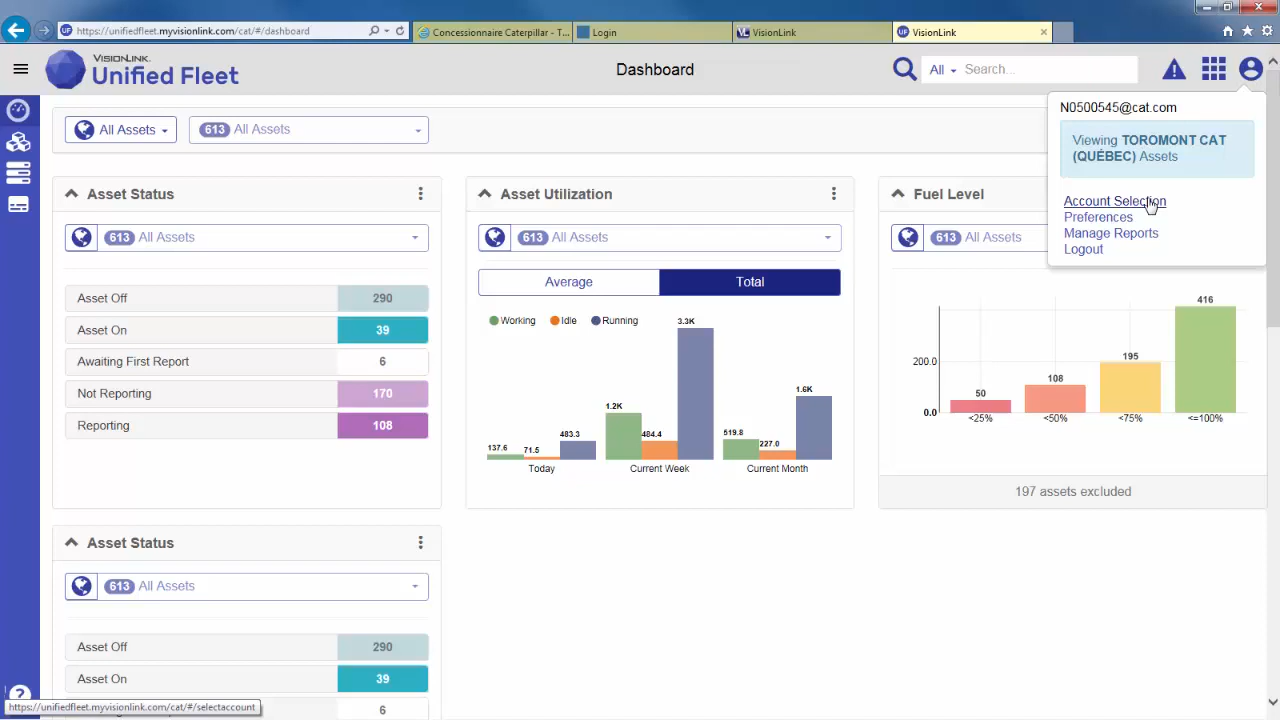 https://unifiedfleet.myvisionlink.com/cat/#/dashboard
Concessionnaire Caterpillar - T...
Login
VisionLink
VisionLink
VISIONLINK.
Unified Fleet
Dashboard
All
Search...
N0500545@cat.com
Viewing TOROMONT CAT
(QUÉBEC) Assets
Account Selection
Preferences
Manage Reports
Logout
All Assets
613 All Assets
Asset Status
613 All Assets
Asset Off 290
Asset On 39
Awaiting First Report 6
Not Reporting 170
Reporting 108
Asset Utilization
613 All Assets
Average
Total
Working Idle Running
137.6 71.5 483.3
1.2K 484.4 3.3K
519.8 227.0 1.6K
Today Current Week Current Month
Fuel Level
613 All Assets
200.0
0.0
50 108 195 416
<25% <50% <75% <=100%
197 assets excluded
Asset Status
613 All Assets
Asset Off 290
Asset On 39
6
https://unifiedfleet.myvisionlink.com/cat/#/selectaccount